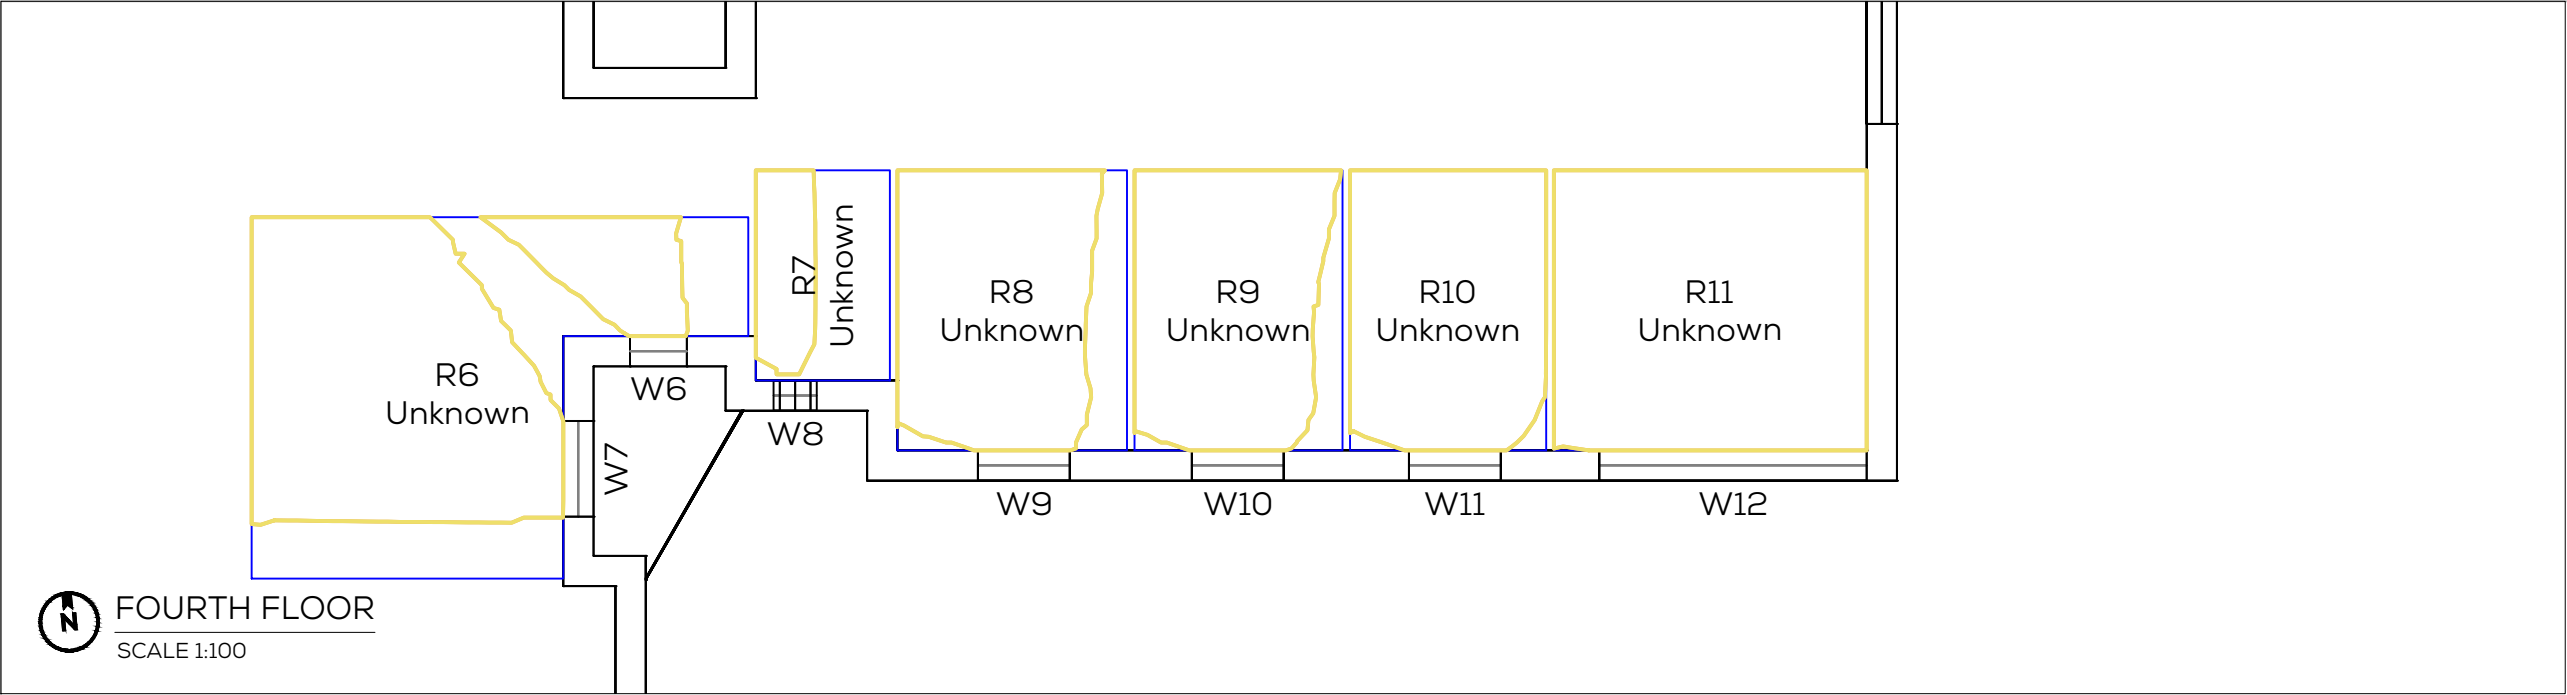 R6
Unknown
W6
W7
R7
Unknown
W8
R8
Unknown
W9
R9
Unknown
W10
R10
Unknown
W11
R11
Unknown
W12
N
FOURTH FLOOR
SCALE 1:100